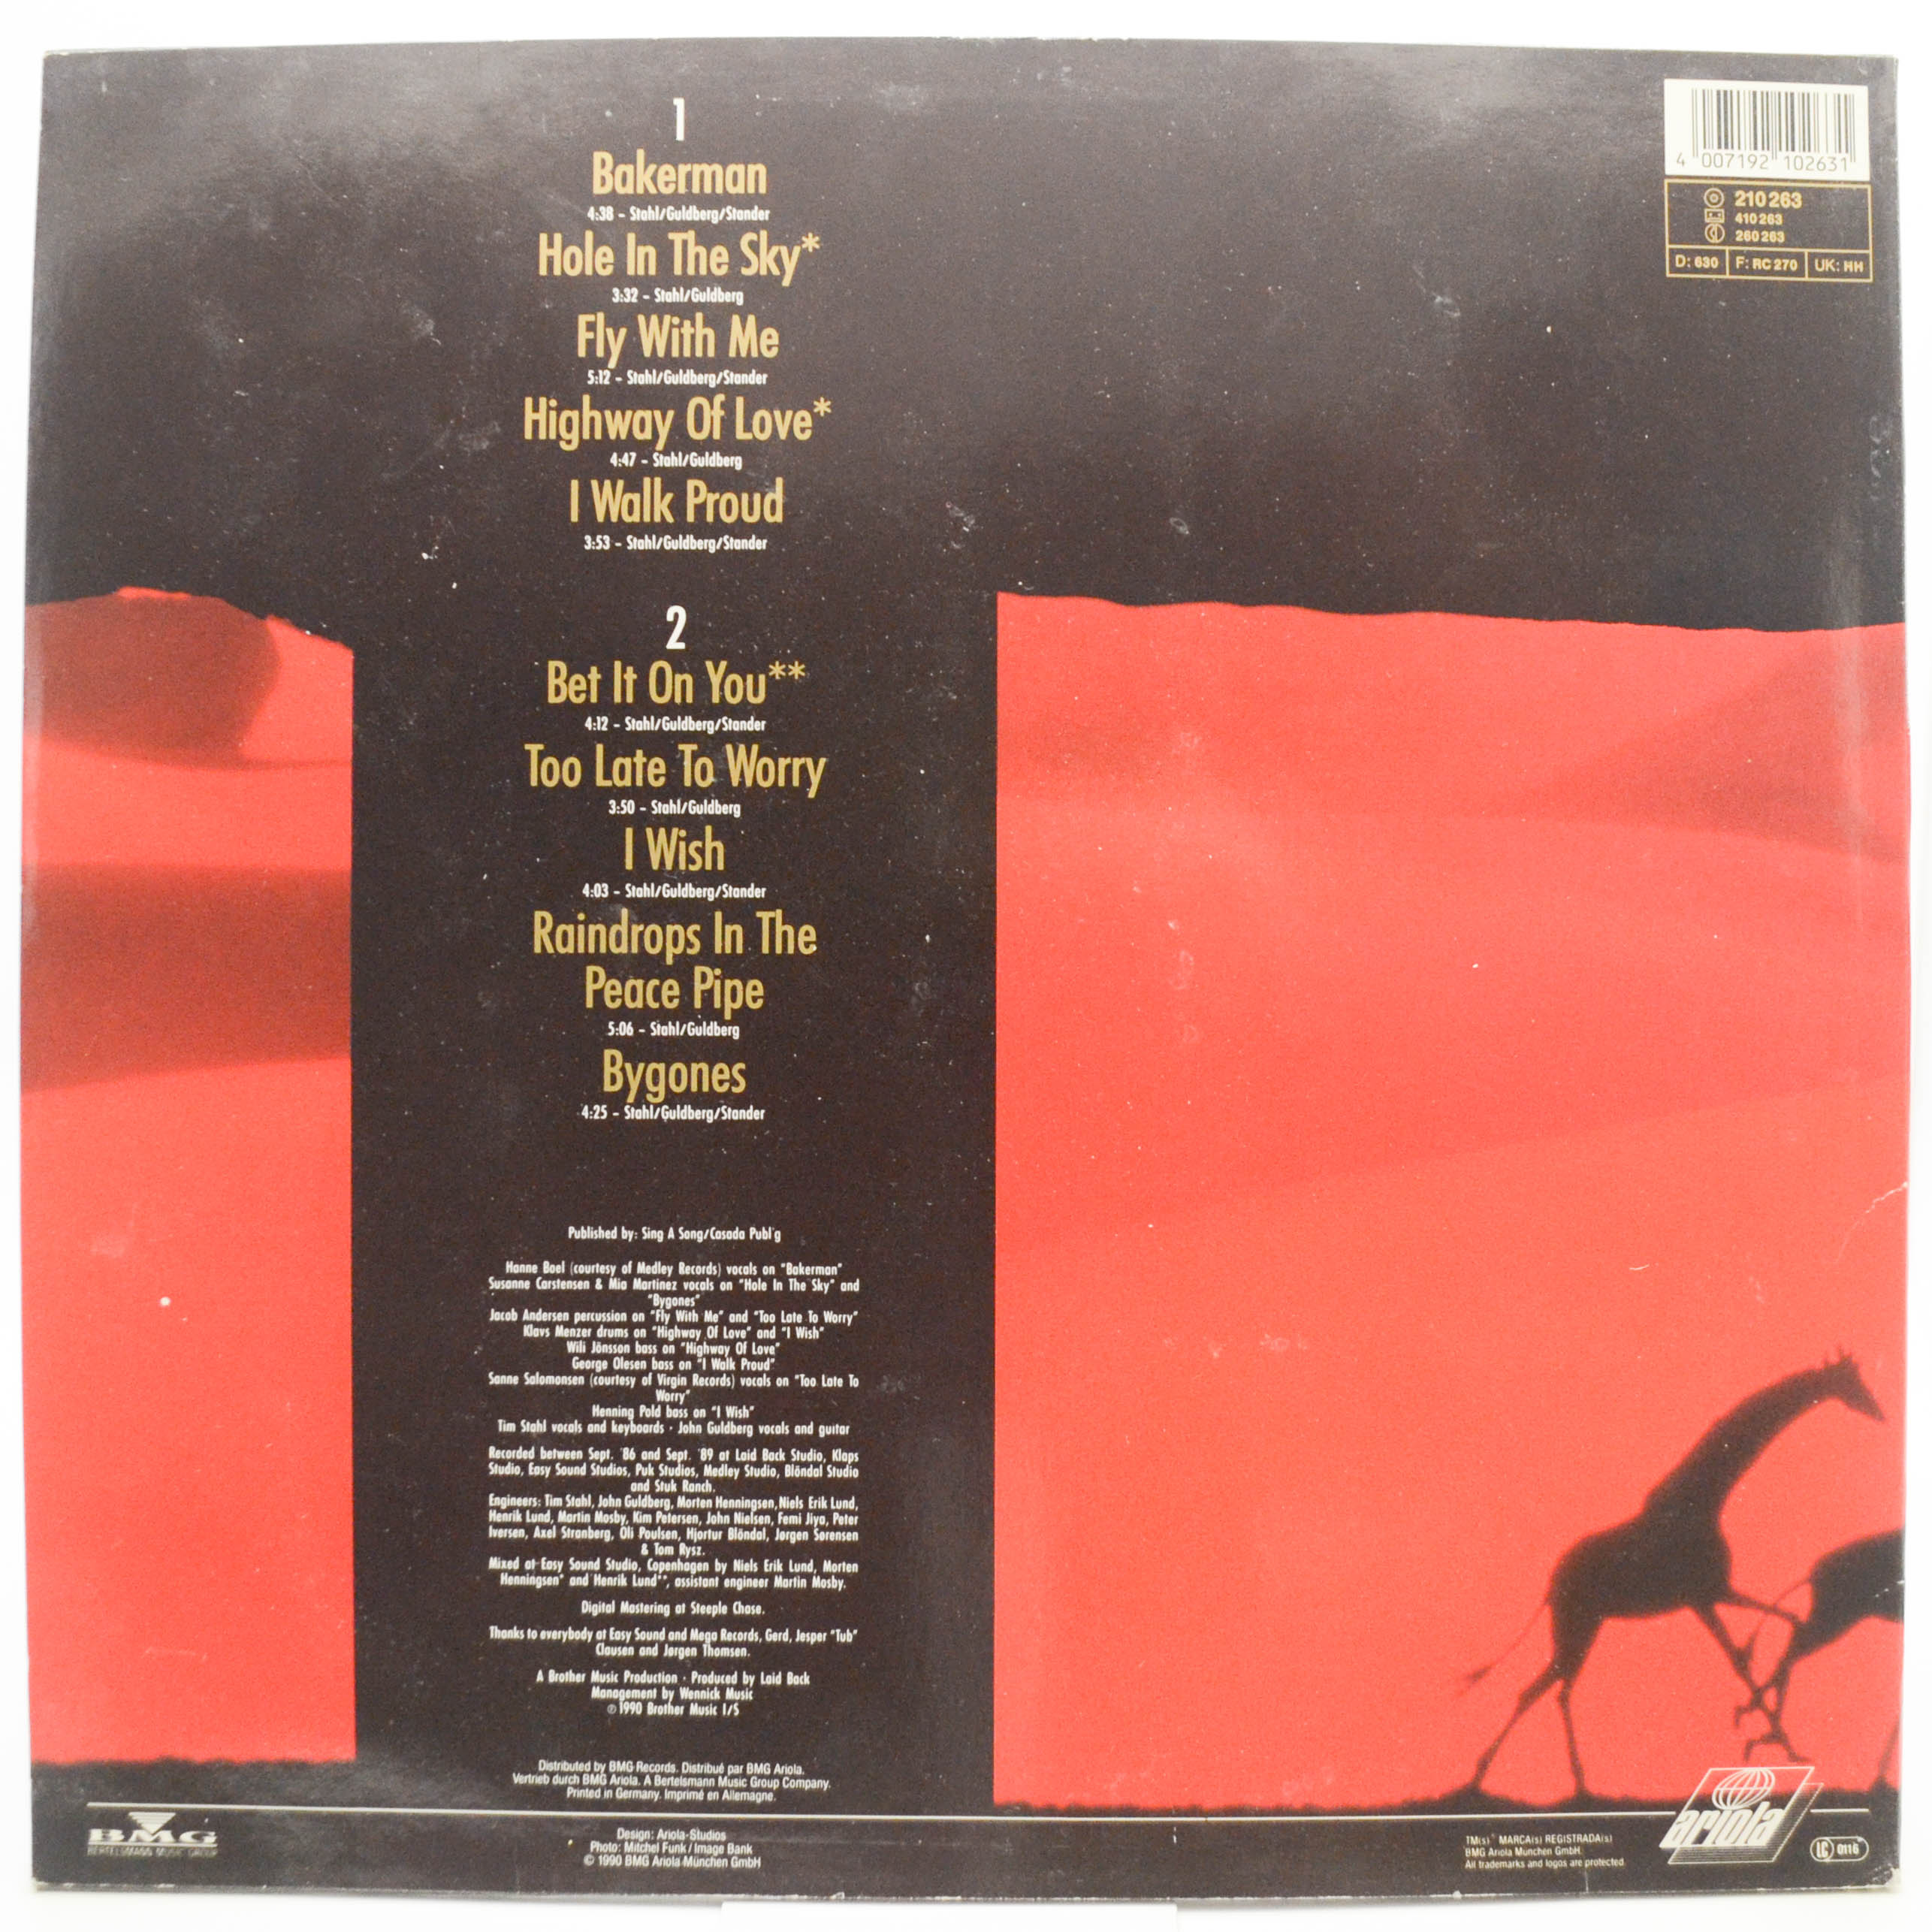 1
Bakerman
4:38 - Stahl/Guldberg/Stander
Hole In The Sky*
3:32 - Stahl/Guldberg
Fly With Me
5:12 - Stahl/Guldberg/Stander
Highway Of Love*
4:47 - Stahl/Guldberg
I Walk Proud
3:53 - Stahl/Guldberg/Stander
2
Bet It On You**
4:12 - Stahl/Guldberg/Stander
Too Late To Worry
3:50 - Stahl/Guldberg
I Wish
4:03 - Stahl/Guldberg/Stander
Raindrops In The
Peace Pipe
5:06 - Stahl/Guldberg
Bygones
4:25 - Stahl/Guldberg/Stander
Published by: Sing A Song/Casada Publ'g
Hanne Boel (courtesy of Medley Records) vocals on "Bakerman"
Susanne Carstensen & Mia Martinez vocals on "Hole In The Sky" and
"Bygones"
Jacob Andersen percussion on "Fly With Me" and "Too Late To Worry"
Klavs Menzer drums on "Highway Of Love" and "I Wish"
Wili Jönsson bass on "Highway Of Love"
George Olesen bass on "I Walk Proud"
Sanne Salomonsen (courtesy of Virgin Records) vocals on "Too Late To
Worry"
Henning Pold bass on "I Wish"
Tim Stahl vocals and keyboards · John Guldberg vocals and guitar
Recorded between Sept. '86 and Sept. '89 at Laid Back Studio, Klaps
Studio, Easy Sound Studios, Puk Studios, Medley Studio, Blöndal Studio
and Stuk Ranch.
Engineers: Tim Stahl, John Guldberg, Morten Henningsen, Niels Erik Lund,
Henrik Lund, Martin Mosby, Kim Petersen, John Nielsen, Femi Jiya, Peter
Iversen, Axel Stranberg, Oli Poulsen, Hjortur Blöndal, Jørgen Sørensen
& Tom Rysz.
Mixed at Easy Sound Studio, Copenhagen by Niels Erik Lund, Morten
Henningsen* and Henrik Lund**, assistant engineer Martin Mosby.
Digital Mastering at Steeple Chase.
Thanks to everybody at Easy Sound and Mega Records, Gerd, Jesper "Tub"
Clausen and Jørgen Thomsen.
A Brother Music Production · Produced by Laid Back
Management by Wennick Music
℗ 1990 Brother Music I/S
Distributed by BMG Records. Distribué par BMG Ariola.
Vertrieb durch BMG Ariola. A Bertelsmann Music Group Company.
Printed in Germany. Imprimé en Allemagne.
Design: Ariola-Studios
Photo: Mitchel Funk / Image Bank
© 1990 BMG Ariola München GmbH
BMG
BERTELSMANN MUSIC GROUP
4 007192 102631
210 263
410 263
260 263
D: 630 F: RC 270 UK: HH
TM(s) MARCA(s) REGISTRADA(s)
BMG Ariola München GmbH
All trademarks and logos are protected
ariola
LC 0116